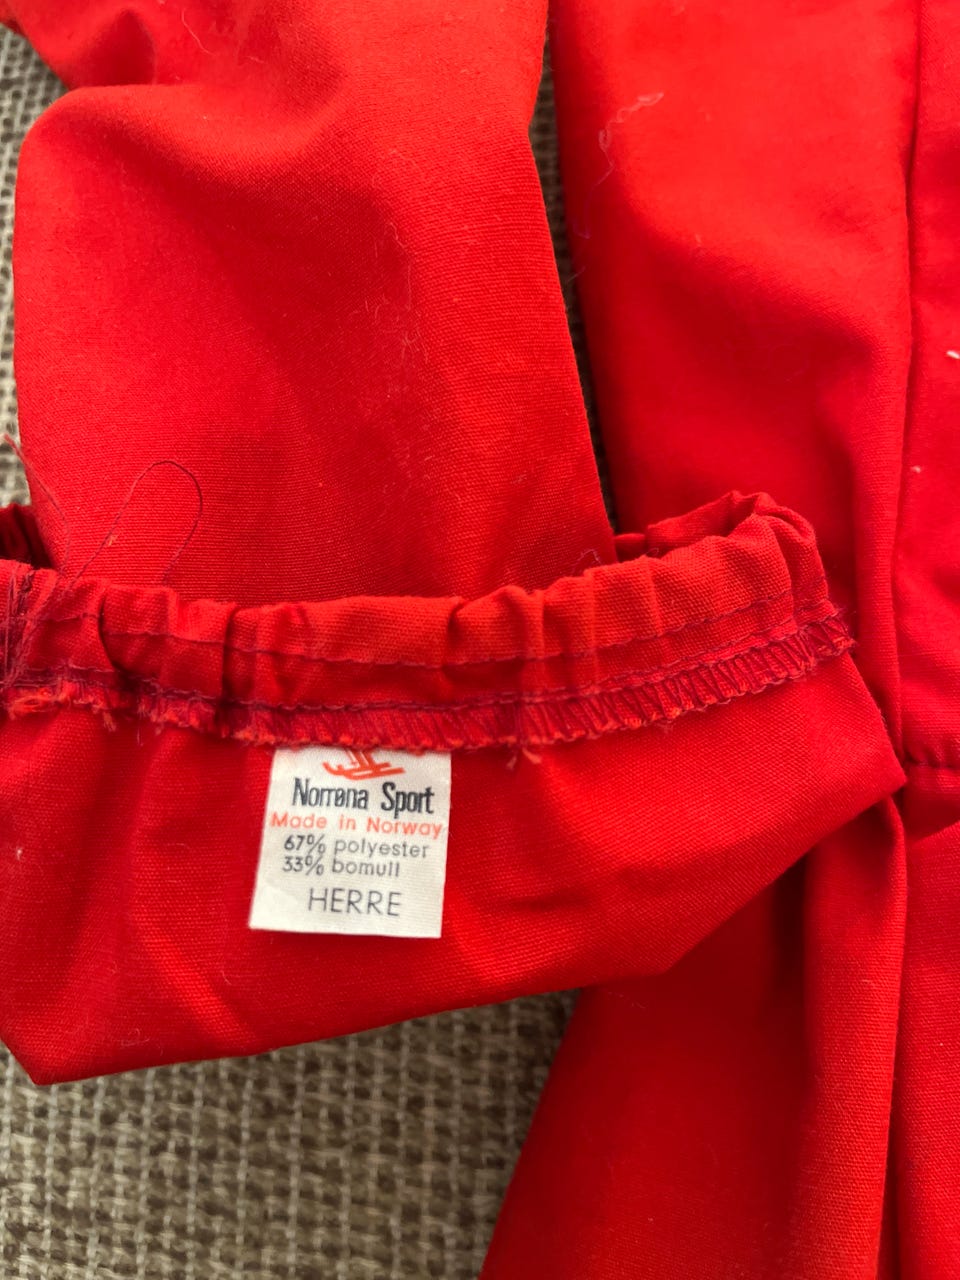 Norrøna Sport
Made in Norway
67% polyester
33% bomull
HERRE